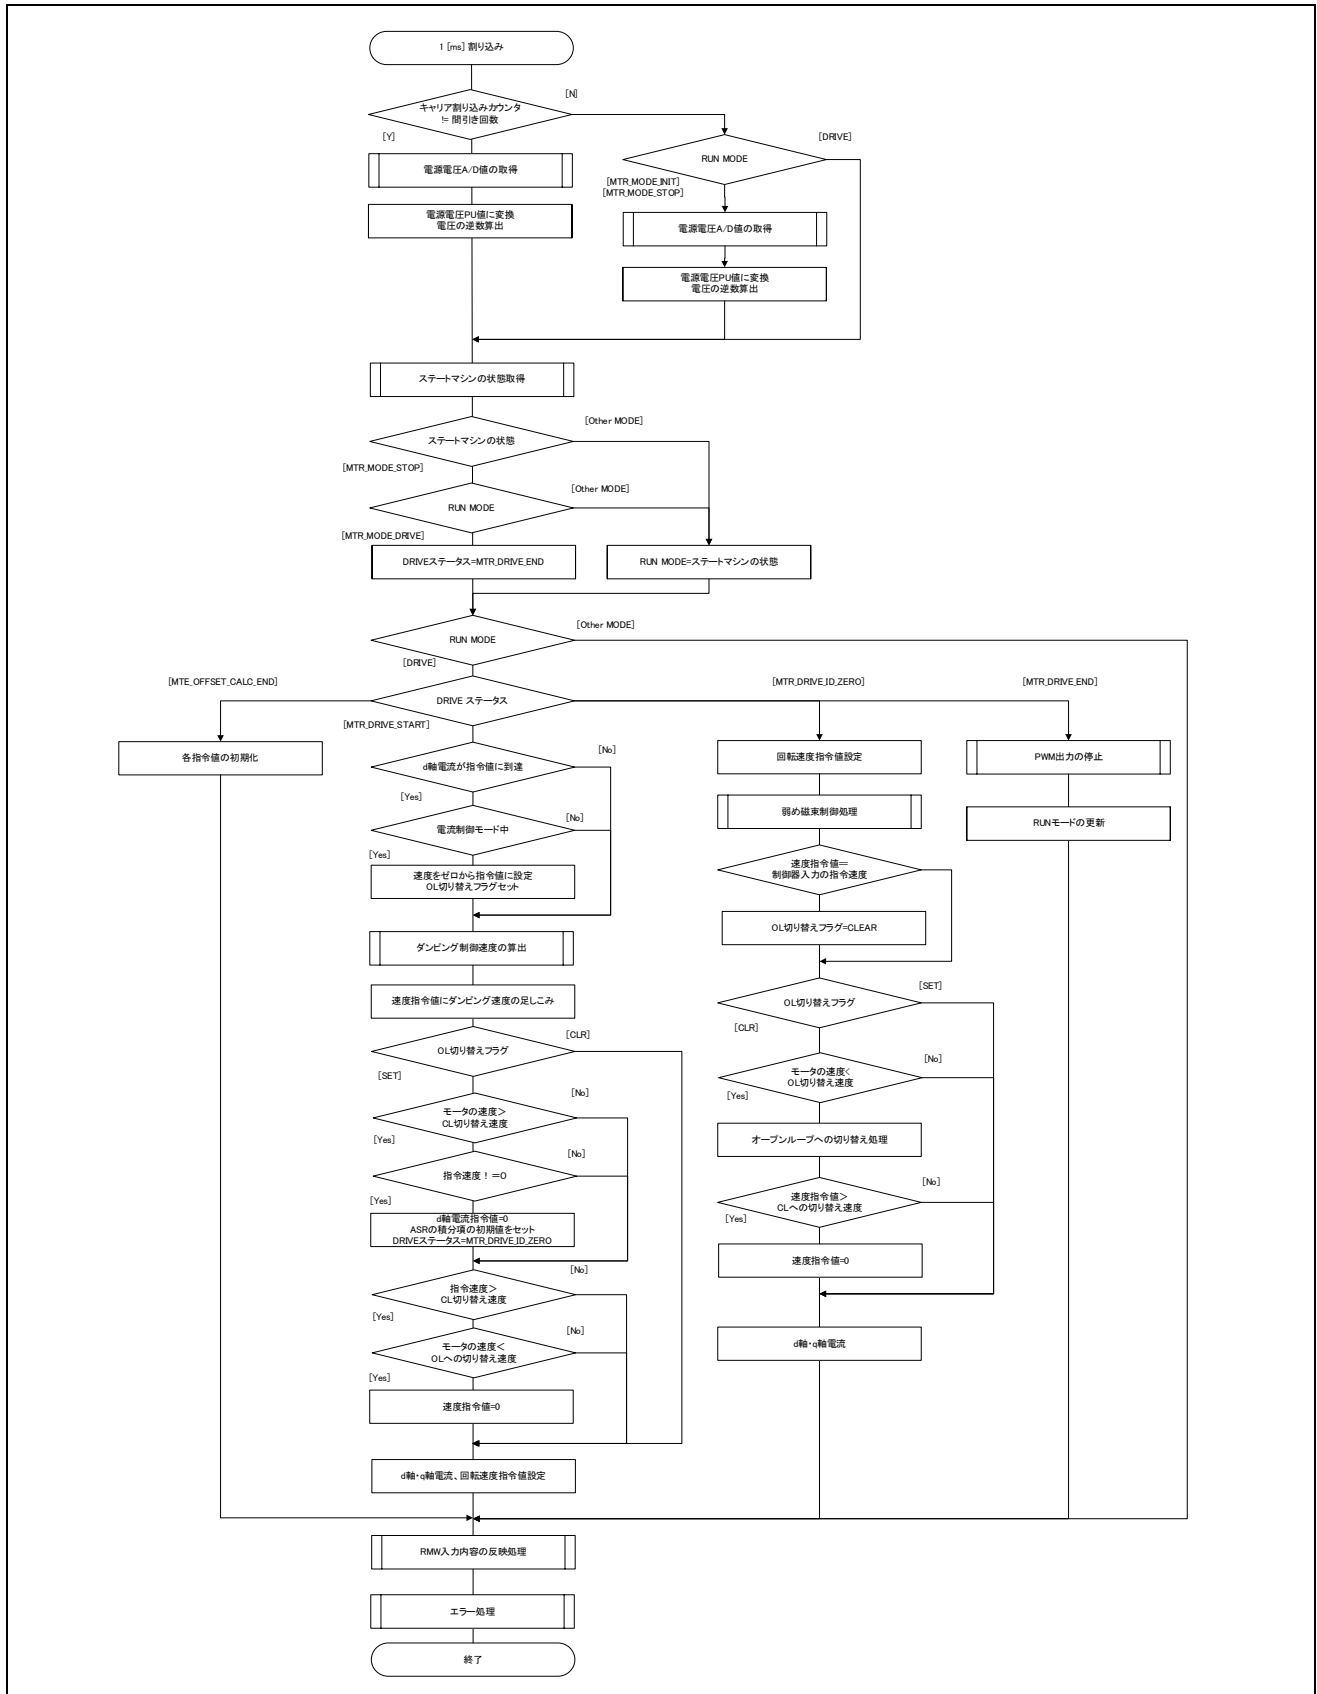 1 [ms] 割り込み
キャリア割り込みカウンタ
!= 間引き回数
[N]
[Y]
RUN MODE
[DRIVE]
電源電圧A/D値の取得
[MTR_MODE_INIT]
[MTR_MODE_STOP]
電源電圧PU値に変換
電圧の逆数算出
電源電圧A/D値の取得
電源電圧PU値に変換
電圧の逆数算出
ステートマシンの状態取得
[Other MODE]
ステートマシンの状態
[MTR_MODE_STOP]
[Other MODE]
RUN MODE
[MTR_MODE_DRIVE]
DRIVEステータス=MTR_DRIVE_END
RUN MODE=ステートマシンの状態
[Other MODE]
RUN MODE
[DRIVE]
[MTE_OFFSET_CALC_END]
[MTR_DRIVE_ID_ZERO]
[MTR_DRIVE_END]
DRIVE ステータス
[MTR_DRIVE_START]
各指令値の初期化
d軸電流が指令値に到達
[No]
[Yes]
電流制御モード中
[No]
[Yes]
速度をゼロから指令値に設定
OL切り替えフラグセット
ダンピング制御速度の算出
速度指令値にダンピング速度の足しこみ
[CLR]
OL切り替えフラグ
[SET]
[No]
モータの速度>
CL切り替え速度
[Yes]
[No]
指令速度！=0
[Yes]
d軸電流指令値=0
ASRの積分項の初期値をセット
DRIVEステータス=MTR_DRIVE_ID_ZERO
[No]
指令速度>
CL切り替え速度
[Yes]
[No]
モータの速度<
OLへの切り替え速度
[Yes]
速度指令値=0
d軸・q軸電流、回転速度指令値設定
回転速度指令値設定
弱め磁束制御処理
速度指令値==
制御器入力の指令速度
OL切り替えフラグ=CLEAR
[SET]
OL切り替えフラグ
[CLR]
[No]
モータの速度<
OL切り替え速度
[Yes]
オープンループへの切り替え処理
[No]
速度指令値>
CLへの切り替え速度
[Yes]
速度指令値=0
d軸・q軸電流
PWM出力の停止
RUNモードの更新
RMW入力内容の反映処理
エラー処理
終了